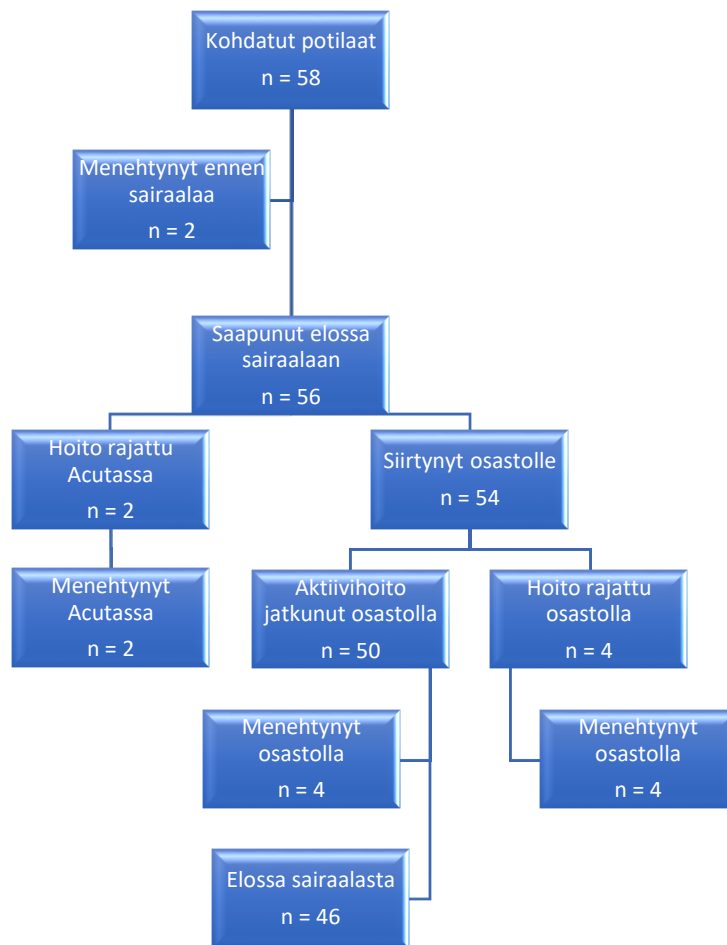 Kohdatut potilaat
n = 58
Menehtynyt ennen
sairaalaa
n = 2
Saapunut elossa
sairaalaan
n = 56
Hoito rajattu
Acutassa
n = 2
Siirtynyt osastolle
n = 54
Menehtynyt
Acutassa
n = 2
Aktiivihoito
jatkunut osastolla
n = 50
Hoito rajattu
osastolla
n = 4
Menehtynyt
osastolla
n = 4
Menehtynyt
osastolla
n = 4
Elossa sairaalasta
n = 46